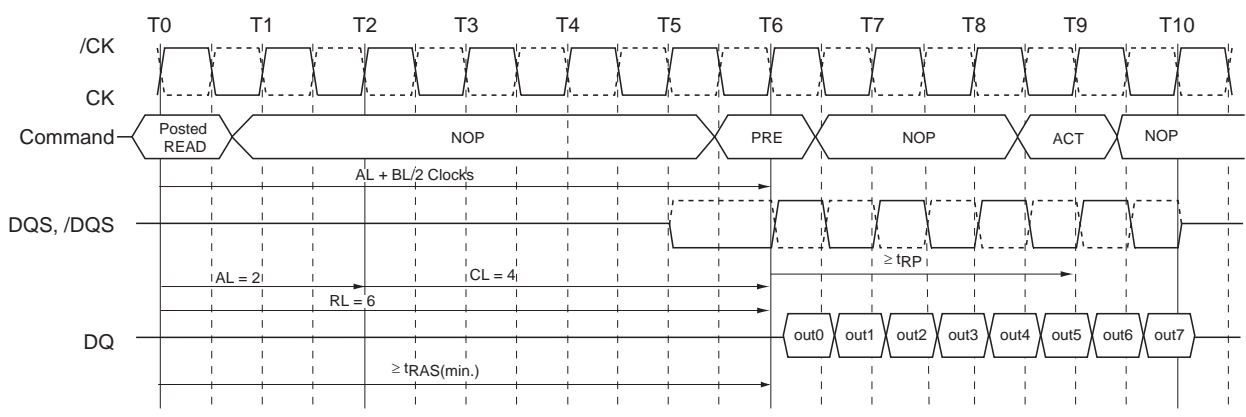 T0 T1 T2 T3 T4 T5 T6 T7 T8 T9 T10
/CK
CK
Command
Posted READ
NOP
PRE
NOP
ACT
NOP
AL + BL/2 Clocks
DQS, /DQS
≥ tRP
AL = 2
CL = 4
RL = 6
DQ
out0 out1 out2 out3 out4 out5 out6 out7
≥ tRAS(min.)